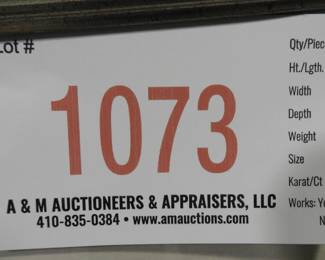 Lot #
1073
A & M AUCTIONEERS & APPRAISERS, LLC
410-835-0384 • www.amauctions.com
Qty/Piec
Ht./Lgth.
Width
Depth
Weight
Size
Karat/Ct
Works: Ye
N